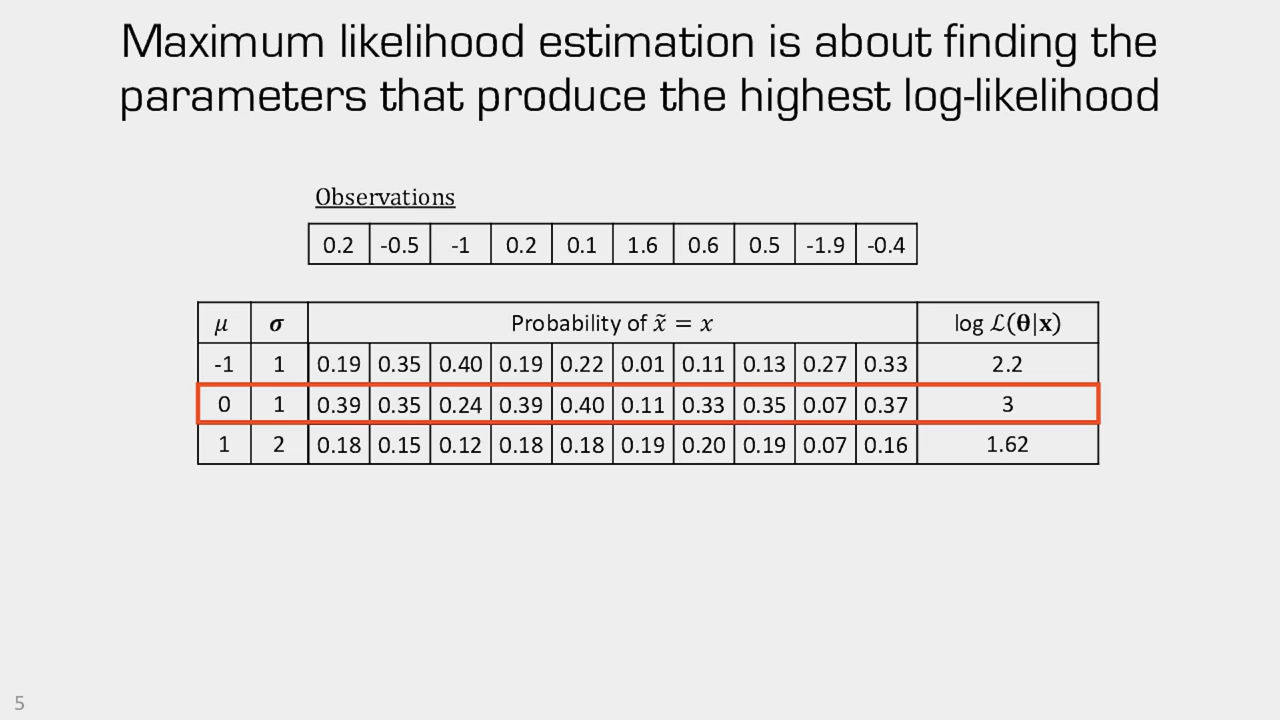 Maximum likelihood estimation is about finding the
parameters that produce the highest log-likelihood
Observations
0.2 -0.5 -1 0.2 0.1 1.6 0.6 0.5 -1.9 -0.4
μ σ Probability of x̃ = x log ℒ(θ|x)
-1 1 0.19 0.35 0.40 0.19 0.22 0.01 0.11 0.13 0.27 0.33 2.2
0 1 0.39 0.35 0.24 0.39 0.40 0.11 0.33 0.35 0.07 0.37 3
1 2 0.18 0.15 0.12 0.18 0.18 0.19 0.20 0.19 0.07 0.16 1.62
5